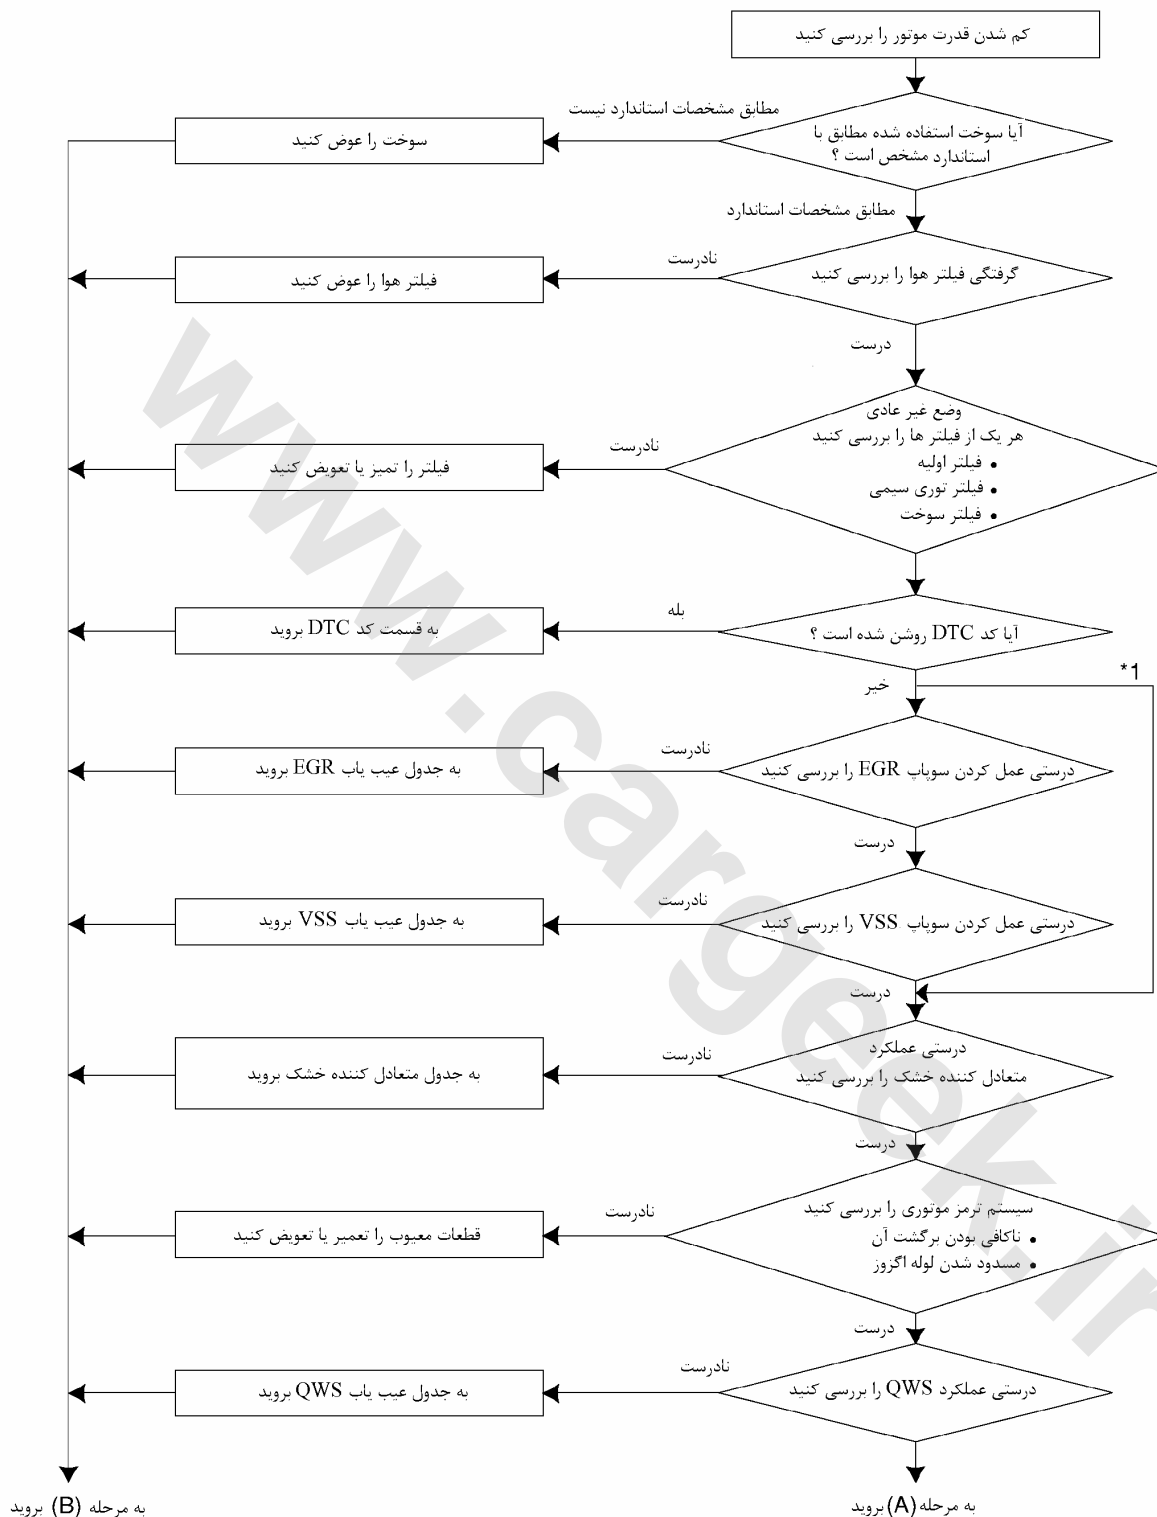 کم شدن قدرت موتور را بررسی کنید
مطابق مشخصات استاندارد نیست
آیا سوخت استفاده شده مطابق با
استاندارد مشخص است ؟
سوخت را عوض کنید
مطابق مشخصات استاندارد
نادرست
گرفتگی فیلتر هوا را بررسی کنید
فیلتر هوا را عوض کنید
درست
وضع غیر عادی
هر یک از فیلتر ها را بررسی کنید
• فیلتر اولیه
• فیلتر توری سیمی
• فیلتر سوخت
نادرست
فیلتر را تمیز یا تعویض کنید
آیا کد DTC روشن شده است ؟
بله
به قسمت کد DTC بروید
*1
خیر
درستی عمل کردن سوپاپ EGR را بررسی کنید
نادرست
به جدول عیب یاب EGR بروید
درست
درستی عمل کردن سوپاپ VSS را بررسی کنید
نادرست
به جدول عیب یاب VSS بروید
درست
درستی عملکرد
متعادل کننده خشک را بررسی کنید
نادرست
به جدول متعادل کننده خشک بروید
درست
سیستم ترمز موتوری را بررسی کنید
• ناکافی بودن برگشت آن
• مسدود شدن لوله اگزوز
نادرست
قطعات معیوب را تعمیر یا تعویض کنید
درست
درستی عملکرد QWS را بررسی کنید
نادرست
به جدول عیب یاب QWS بروید
به مرحله (A) بروید
به مرحله (B) بروید
www.cargeek.ir